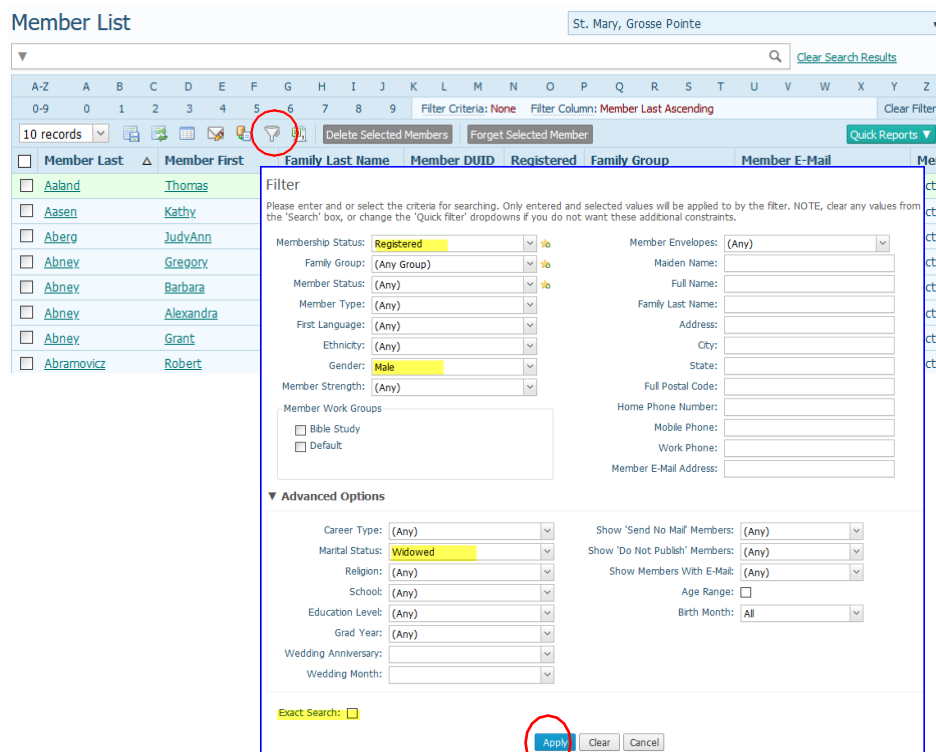 Member List
St. Mary, Grosse Pointe
Clear Search Results
A-Z A B C D E F G H I J K L M N O P Q R S T U V W X Y Z
0-9 0 1 2 3 4 5 6 7 8 9 Filter Criteria: None Filter Column: Member Last Ascending Clear Filter
10 records Delete Selected Members Forget Selected Member Quick Reports ▼
Member Last △ Member First Family Last Name Member DUID Registered Family Group Member E-Mail Me
Aaland Thomas
Aasen Kathy
Aberg JudyAnn
Abney Gregory
Abney Barbara
Abney Alexandra
Abney Grant
Abramovicz Robert
ct
ct
ct
ct
ct
ct
ct
ct
Filter
Please enter and or select the criteria for searching. Only entered and selected values will be applied to by the filter. NOTE, clear any values from
the 'Search' box, or change the 'Quick filter' dropdowns if you do not want these additional constraints.
Membership Status: Registered
Family Group: (Any Group)
Member Status: (Any)
Member Type: (Any)
First Language: (Any)
Ethnicity: (Any)
Gender: Male
Member Strength: (Any)
Member Work Groups
Bible Study
Default
Member Envelopes: (Any)
Maiden Name:
Full Name:
Family Last Name:
Address:
City:
State:
Full Postal Code:
Home Phone Number:
Mobile Phone:
Work Phone:
Member E-Mail Address:
▼ Advanced Options
Career Type: (Any)
Marital Status: Widowed
Religion: (Any)
School: (Any)
Education Level: (Any)
Grad Year: (Any)
Wedding Anniversary:
Wedding Month:
Show 'Send No Mail' Members: (Any)
Show 'Do Not Publish' Members: (Any)
Show Members With E-Mail: (Any)
Age Range:
Birth Month: All
Exact Search:
Apply Clear Cancel